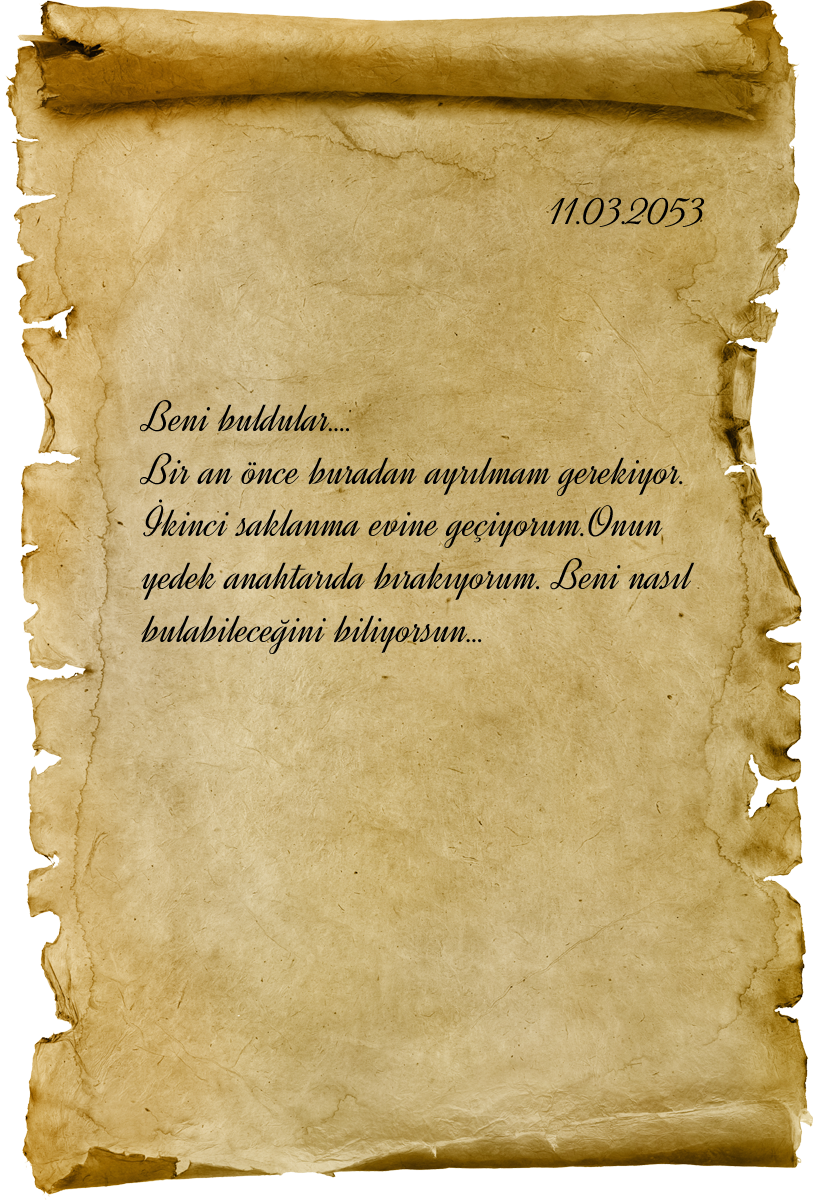 11.03.2053
Beni buldular....
Bir an önce buradan ayrılmam gerekiyor.
İkinci saklanma evine geçiyorum.Onun
yedek anahtarıda bırakıyorum. Beni nasıl
bulabileceğini biliyorsun...